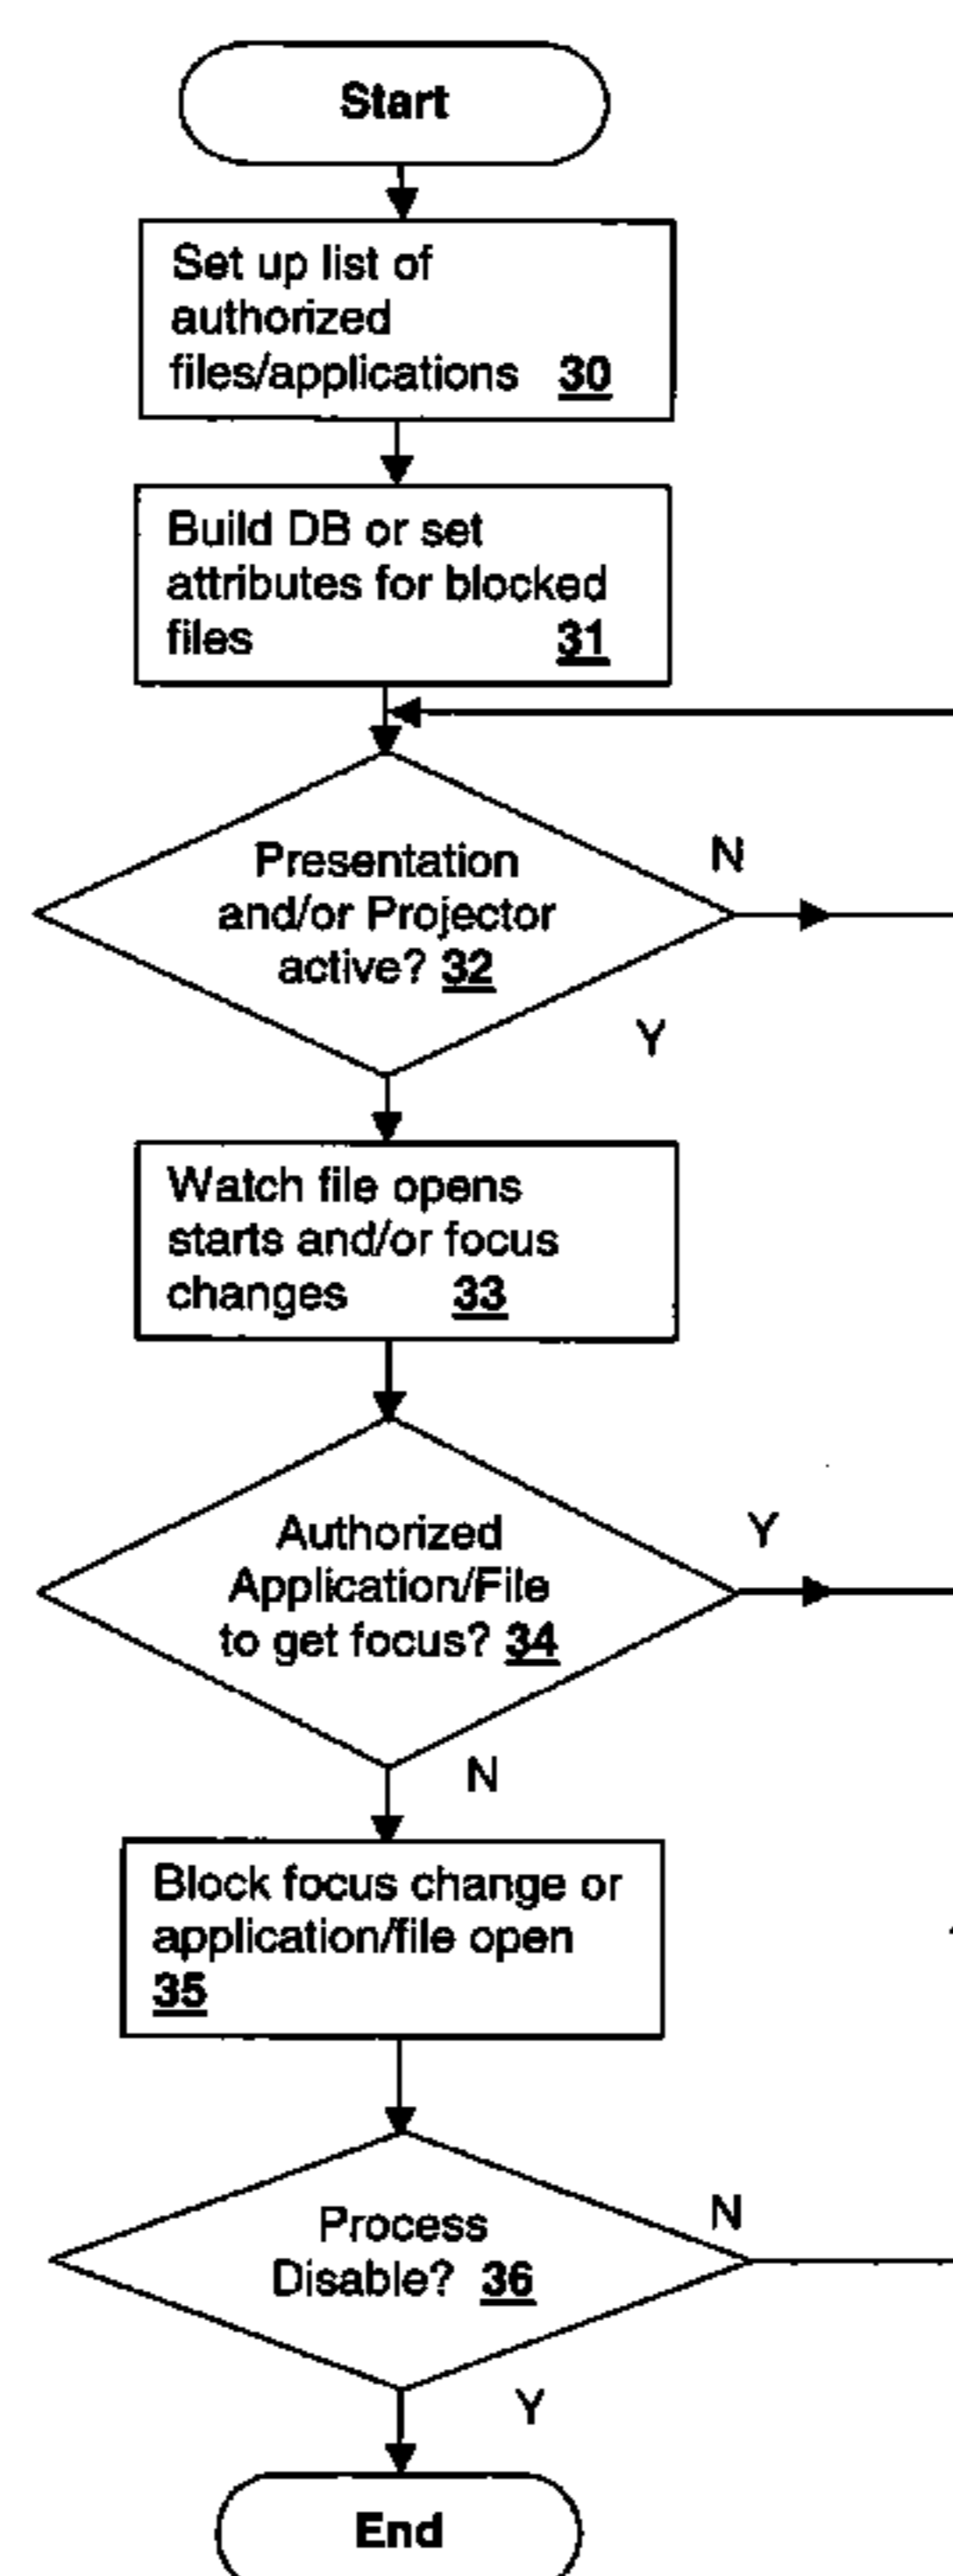 Start
Set up list of
authorized
files/applications 30
Build DB or set
attributes for blocked
files 31
Presentation
and/or Projector
active? 32
N
Y
Watch file opens
starts and/or focus
changes 33
Authorized
Application/File
to get focus? 34
Y
N
Block focus change or
application/file open
35
Process
Disable? 36
N
Y
End